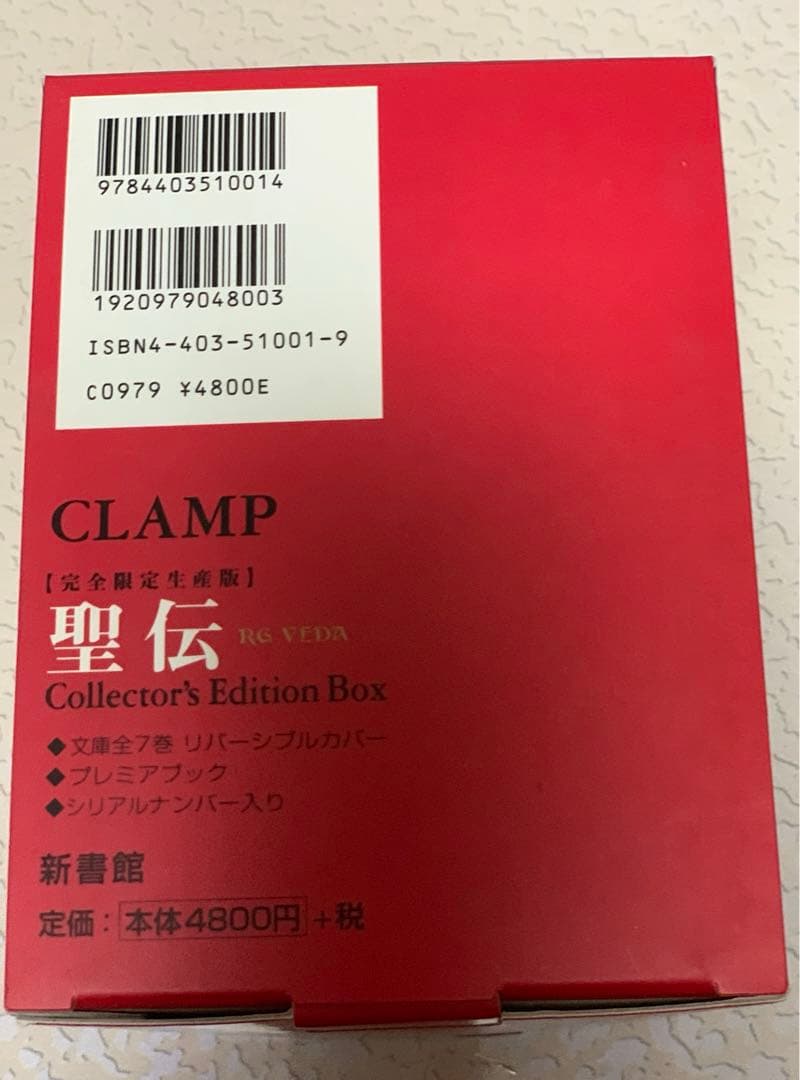 9784403510014
1920979048003
ISBN4-403-51001-9
C0979 ¥4800E
CLAMP
【完全限定生産版】
聖伝 RG VEDA
Collector's Edition Box
◆文庫全7巻 リバーシブルカバー
◆プレミアブック
◆シリアルナンバー入り
新書館
定価：本体4800円+税